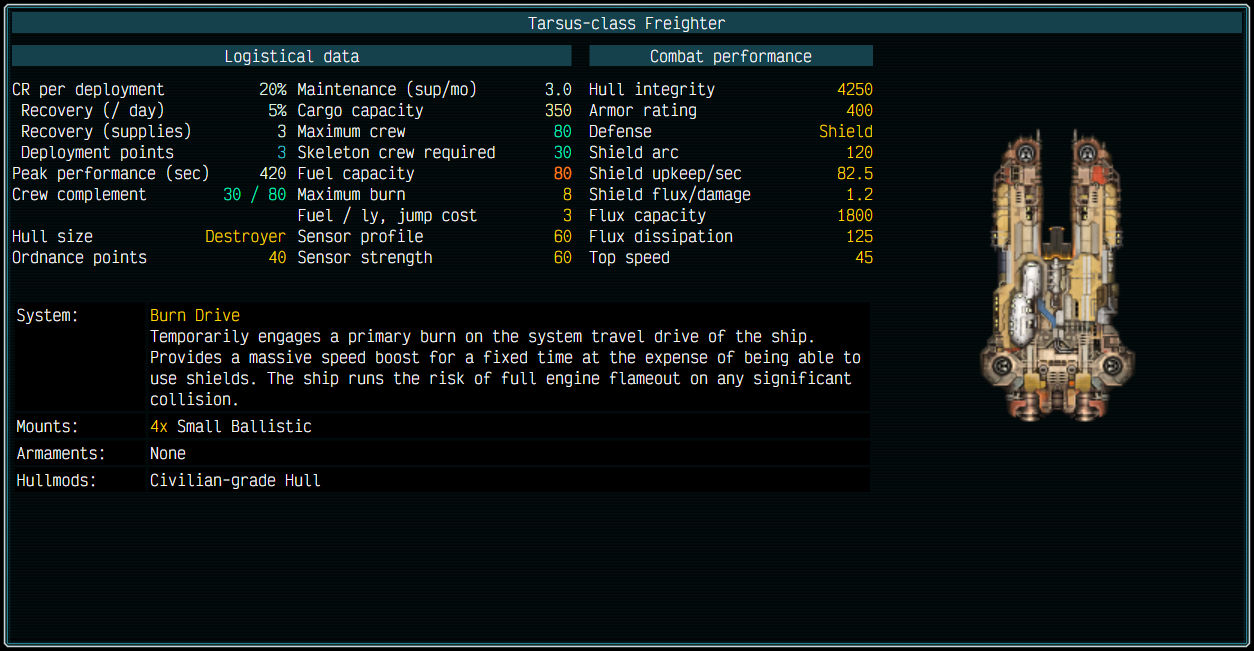 Tarsus-class Freighter
Logistical data Combat performance
CR per deployment 20% Maintenance (sup/mo) 3.0 Hull integrity 4250
Recovery (/ day) 5% Cargo capacity 350 Armor rating 400
Recovery (supplies) 3 Maximum crew 80 Defense Shield
Deployment points 3 Skeleton crew required 30 Shield arc 120
Peak performance (sec) 420 Fuel capacity 80 Shield upkeep/sec 82.5
Crew complement 30 / 80 Maximum burn 8 Shield flux/damage 1.2
Fuel / ly, jump cost 3 Flux capacity 1800
Hull size Destroyer Sensor profile 60 Flux dissipation 125
Ordnance points 40 Sensor strength 60 Top speed 45
System: Burn Drive
Temporarily engages a primary burn on the system travel drive of the ship.
Provides a massive speed boost for a fixed time at the expense of being able to
use shields. The ship runs the risk of full engine flameout on any significant
collision.
Mounts: 4x Small Ballistic
Armaments: None
Hullmods: Civilian-grade Hull